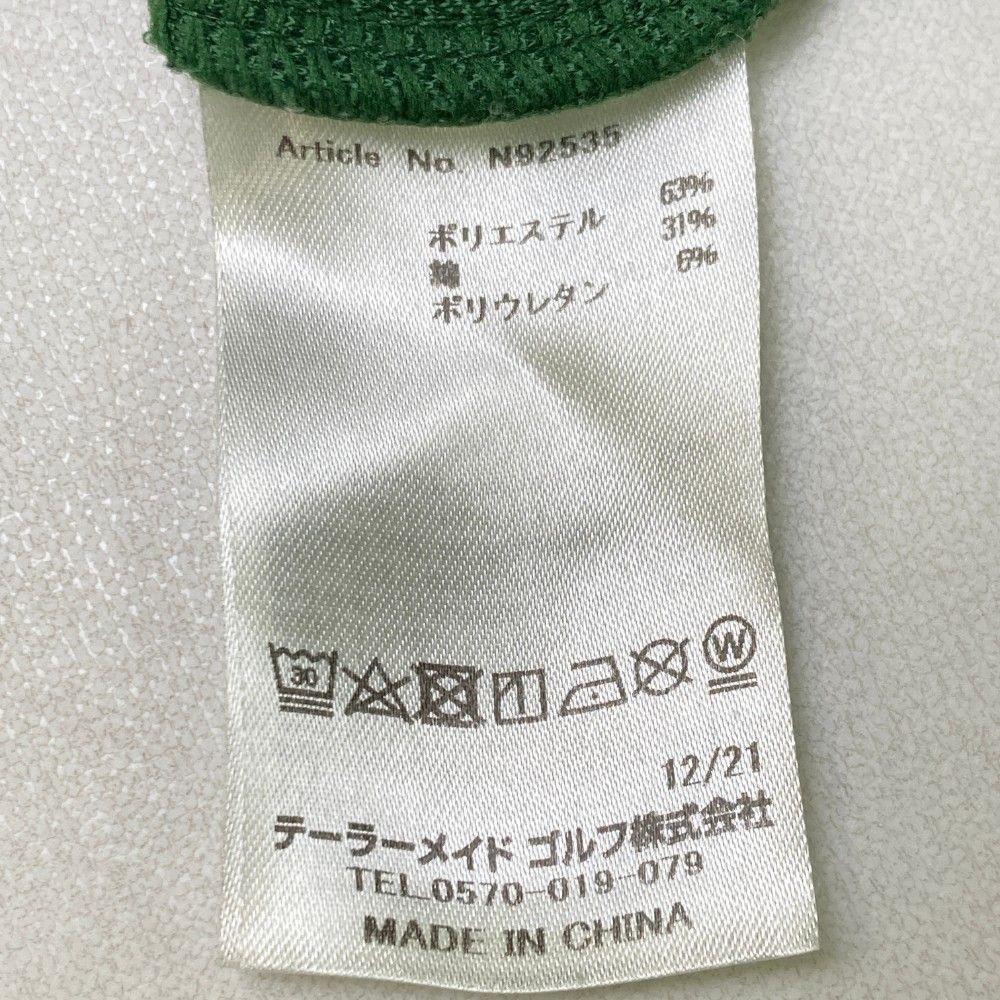 Article No. N92535
ポリエステル 63%
綿 31%
ポリウレタン 6%
30
W
12/21
テーラーメイド ゴルフ株式会社
TEL.0570-019-079
MADE IN CHINA